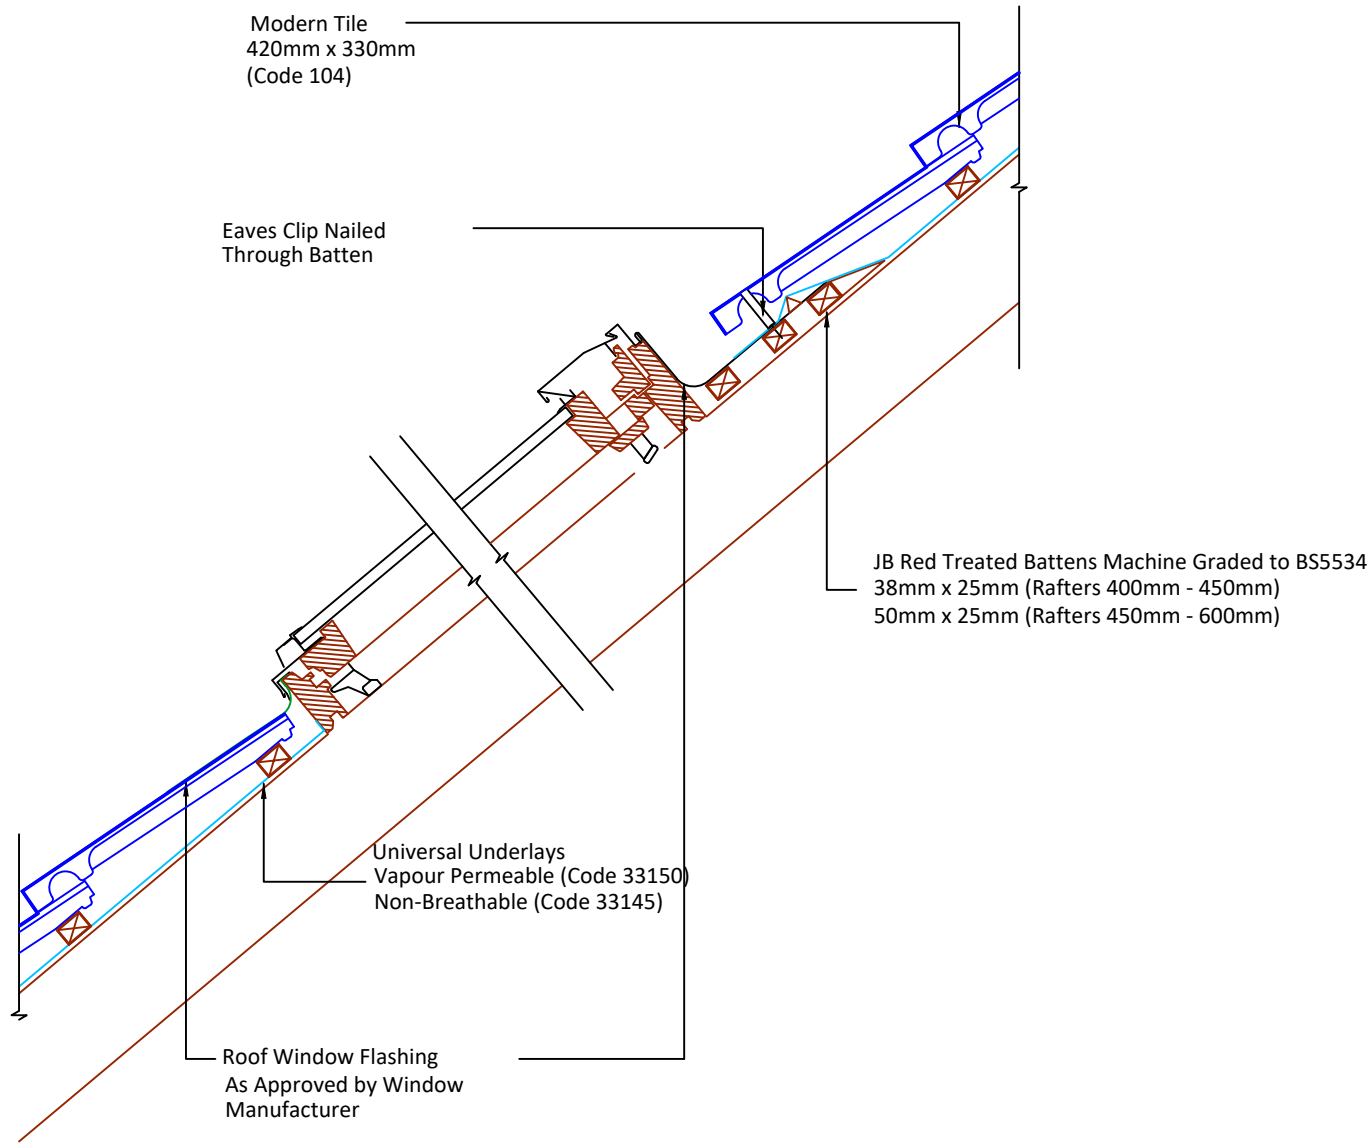 Modern Tile
420mm x 330mm
(Code 104)
Eaves Clip Nailed
Through Batten
JB Red Treated Battens Machine Graded to BS5534
38mm x 25mm (Rafters 400mm - 450mm)
50mm x 25mm (Rafters 450mm - 600mm)
Universal Underlays
Vapour Permeable (Code 33150)
Non-Breathable (Code 33145)
Roof Window Flashing
As Approved by Window
Manufacturer